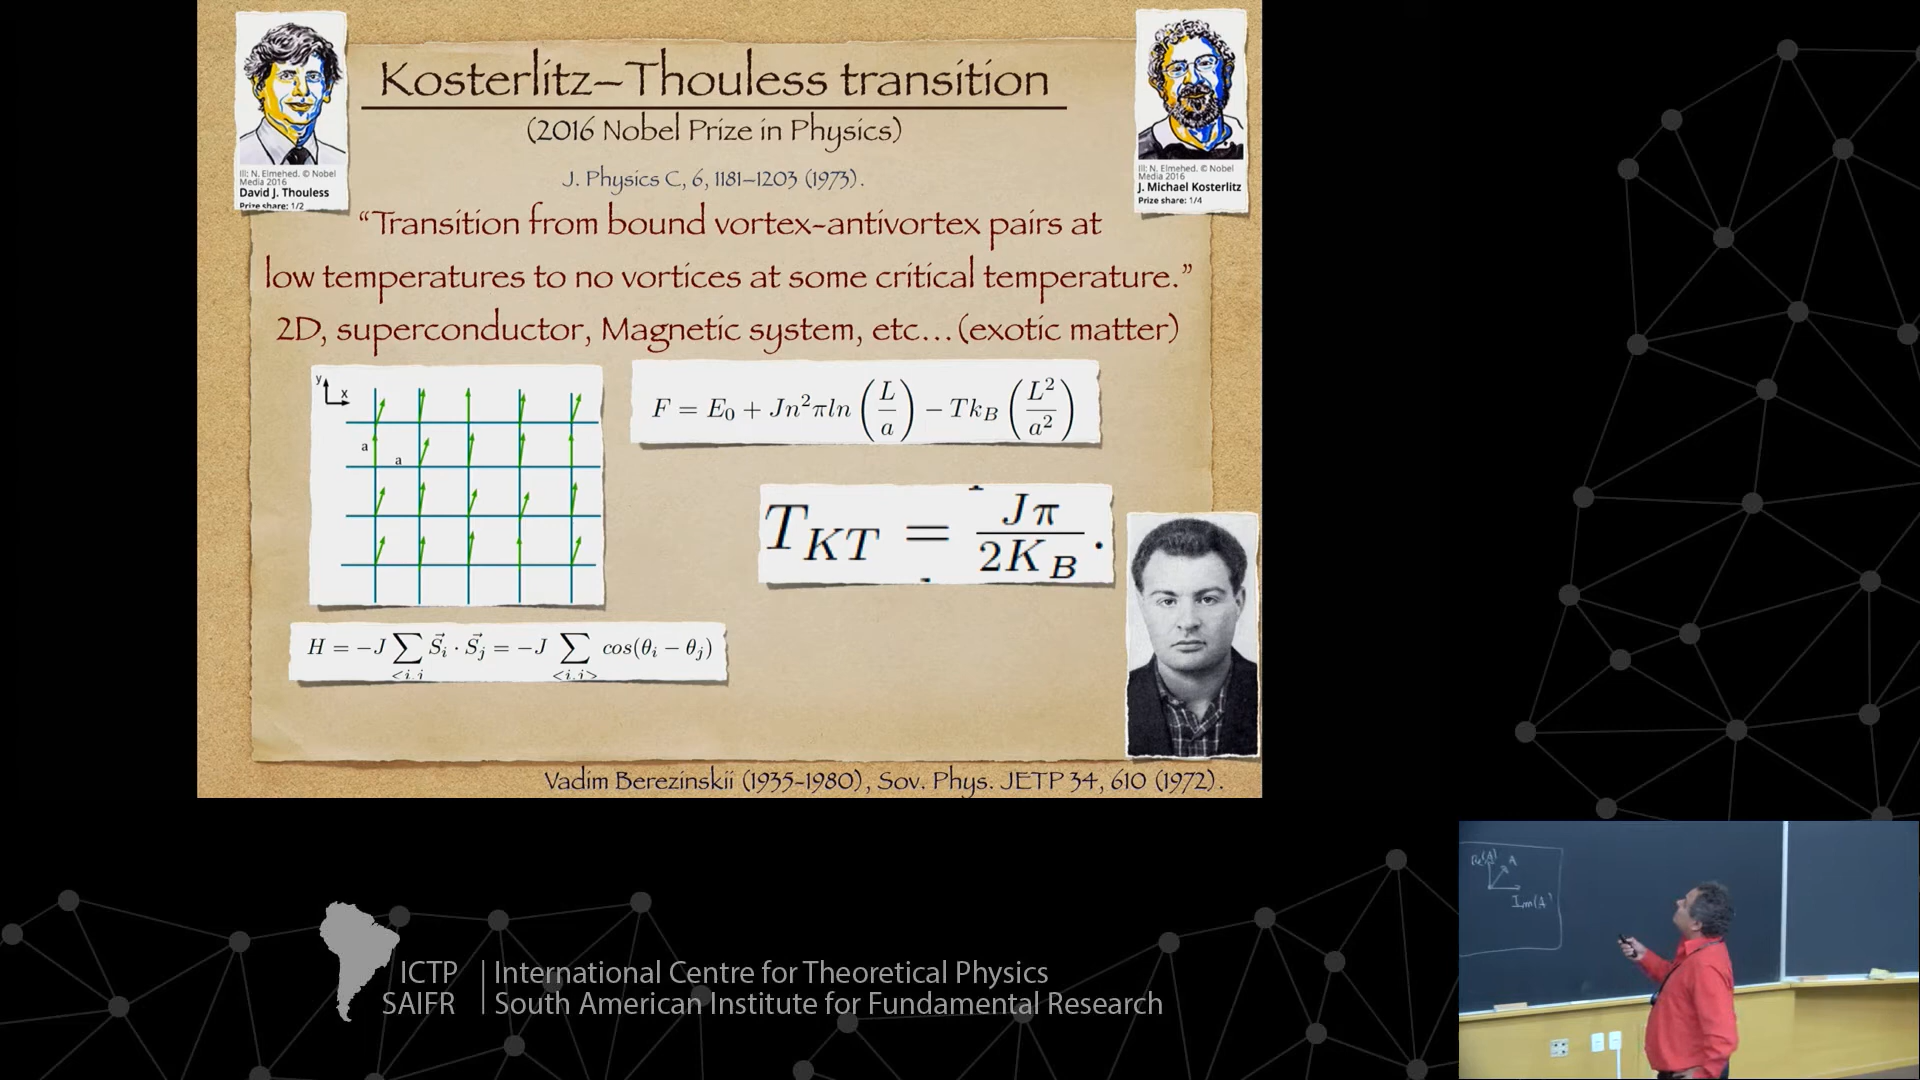 Kosterlitz–Thouless transition
(2016 Nobel Prize in Physics)
J. Physics C, 6, 1181–1203 (1973).
Ill: N. Elmehed. © Nobel
Media 2016
David J. Thouless
Prize share: 1/2
Ill: N. Elmehed. © Nobel
Media 2016
J. Michael Kosterlitz
Prize share: 1/4
“Transition from bound vortex-antivortex pairs at
low temperatures to no vortices at some critical temperature.”
2D, superconductor, Magnetic system, etc...(exotic matter)
y
x
a
a
F = E₀ + Jn²πln (L/a) − Tk_B (L²/a²)
T_KT = Jπ/2K_B .
H = −J ∑_{<i,j} S⃗_i · S⃗_j = −J ∑_{<i,j>} cos(θ_i − θ_j)
Vadim Berezinskii (1935-1980), Sov. Phys. JETP 34, 610 (1972).
Re(A) A
Im(A)
ICTP | International Centre for Theoretical Physics
SAIFR | South American Institute for Fundamental Research